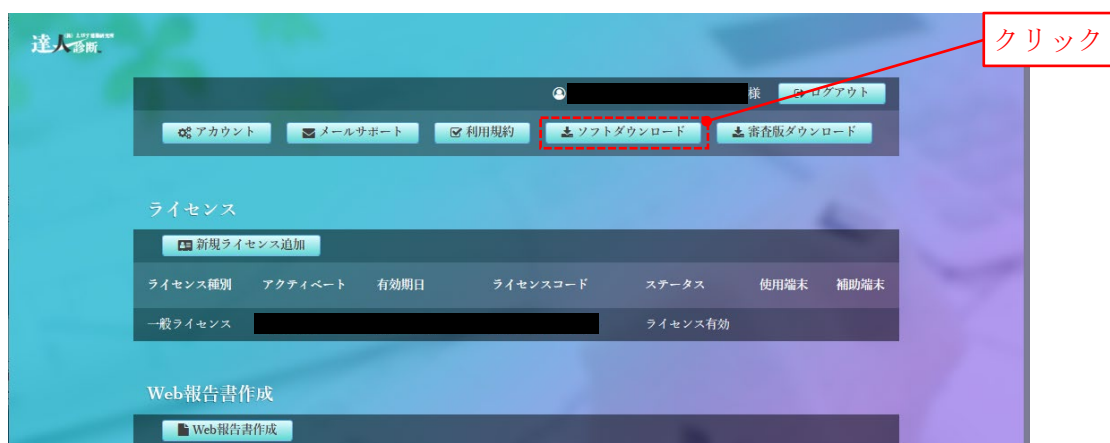 クリック
達人診断
様 ログアウト
アカウント メールサポート 利用規約 ソフトダウンロード 審査版ダウンロード
ライセンス
新規ライセンス追加
ライセンス種別 アクティベート 有効期日 ライセンスコード ステータス 使用端末 補助端末
一般ライセンス ライセンス有効
Web報告書作成
Web報告書作成